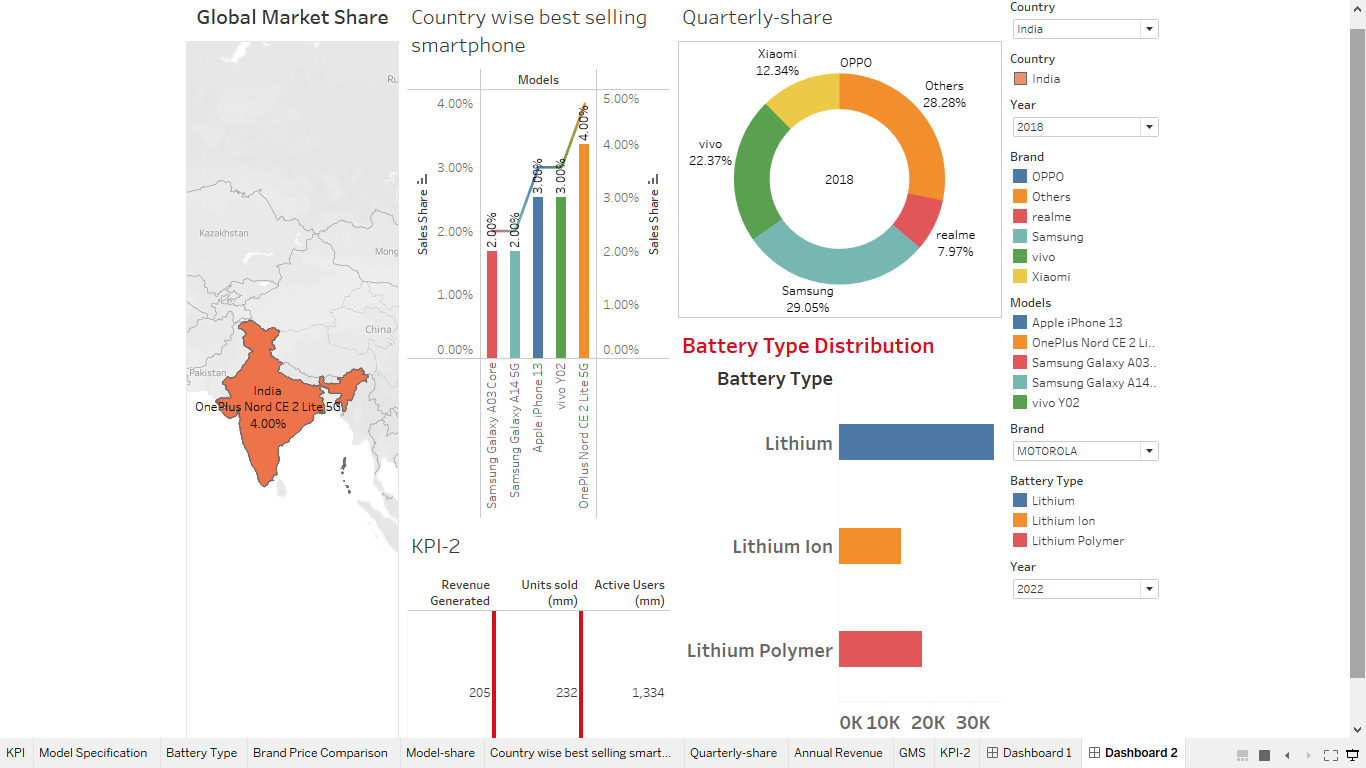 Global Market Share
Ru
Kazakhstan
Mong
China
Pakistan
India
OnePlus Nord CE 2 Lite 5G
4.00%
Country wise best selling
smartphone
Models
4.00%
3.00%
2.00%
1.00%
0.00%
Sales Share
2.00%
2.00%
3.00%
3.00%
4.00%
5.00%
4.00%
3.00%
2.00%
1.00%
0.00%
Sales Share
Samsung Galaxy A03 Core
Samsung Galaxy A14 5G
Apple iPhone 13
vivo Y02
OnePlus Nord CE 2 Lite 5G
KPI-2
Revenue Generated
Units sold (mm)
Active Users (mm)
205 232 1,334
Quarterly-share
Xiaomi
12.34%
OPPO
Others
28.28%
vivo
22.37%
2018
realme
7.97%
Samsung
29.05%
Battery Type Distribution
Battery Type
Lithium
Lithium Ion
Lithium Polymer
0K 10K 20K 30K
Country
India
Country
India
Year
2018
Brand
OPPO
Others
realme
Samsung
vivo
Xiaomi
Models
Apple iPhone 13
OnePlus Nord CE 2 Li..
Samsung Galaxy A03..
Samsung Galaxy A14..
vivo Y02
Brand
MOTOROLA
Battery Type
Lithium
Lithium Ion
Lithium Polymer
Year
2022
KPI Model Specification Battery Type Brand Price Comparison Model-share Country wise best selling smart... Quarterly-share Annual Revenue GMS KPI-2 Dashboard 1 Dashboard 2